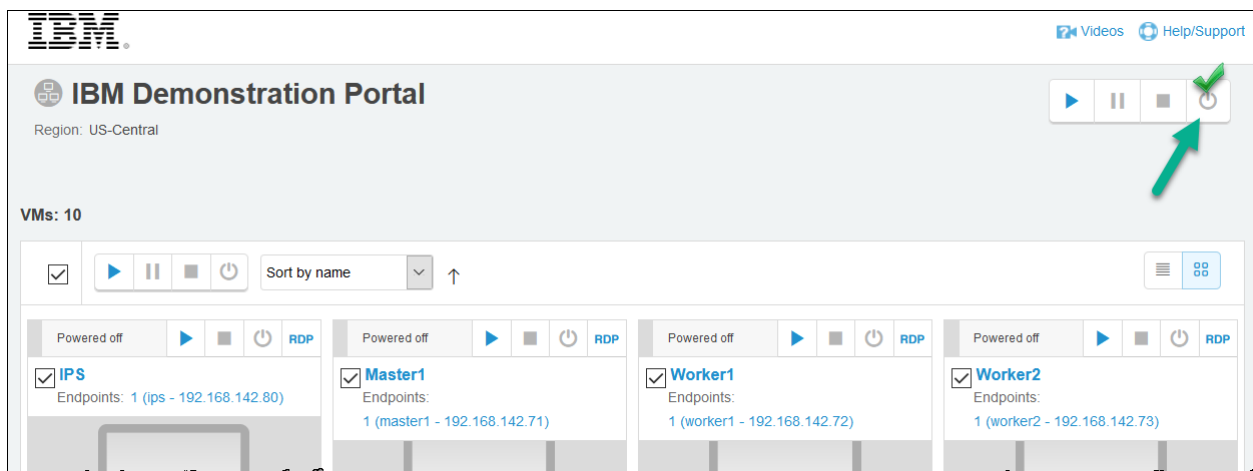 IBM
Videos Help/Support
IBM Demonstration Portal
Region: US-Central
VMs: 10
Sort by name
Powered off RDP Powered off RDP Powered off RDP Powered off RDP
IPS Master1 Worker1 Worker2
Endpoints: 1 (ips - 192.168.142.80) Endpoints: Endpoints: Endpoints:
1 (master1 - 192.168.142.71) 1 (worker1 - 192.168.142.72) 1 (worker2 - 192.168.142.73)